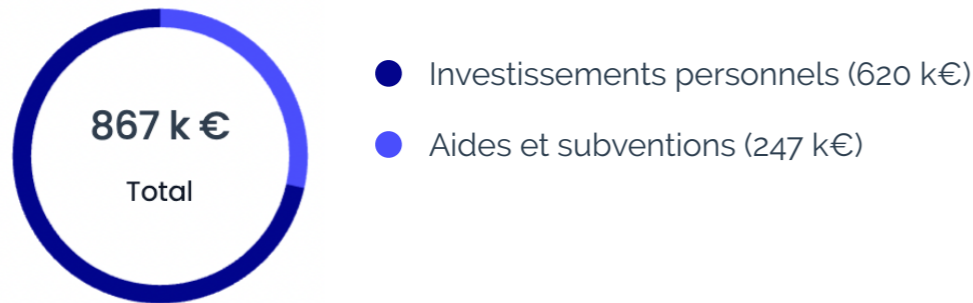 867 k €
Total
Investissements personnels (620 k€)
Aides et subventions (247 k€)